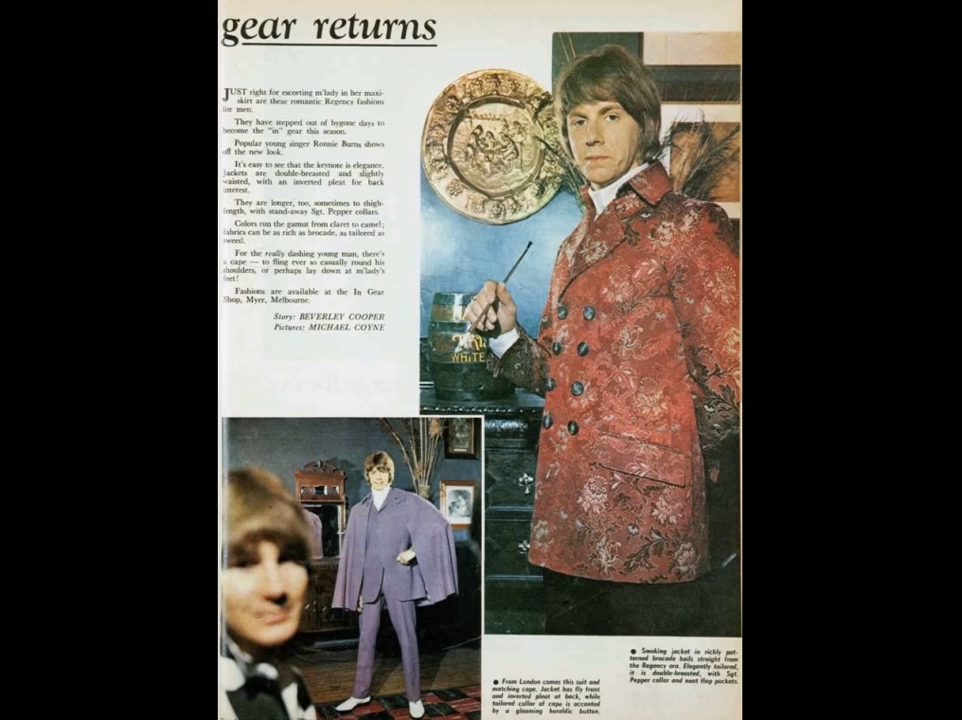 gear returns
JUST right for escorting m'lady in her maxi-
skirt are these romantic Regency fashions
for men.
They have stepped out of bygone days to
become the "in" gear this season.
Popular young singer Ronnie Burns shows
off the new look.
It's easy to see that the keynote is elegance.
Jackets are double-breasted and slightly
waisted, with an inverted pleat for back
interest.
They are longer, too, sometimes to thigh-
length, with stand-away Sgt. Pepper collars.
Colors run the gamut from claret to camel;
fabrics can be as rich as brocade, as tailored as
tweed.
For the really dashing young man, there's
a cape — to fling ever so casually round his
shoulders, or perhaps lay down at m'lady's
feet!
Fashions are available at the In Gear
Shop, Myer, Melbourne.
Story: BEVERLEY COOPER
Pictures: MICHAEL COYNE
WHITE
● Smoking jacket in richly pat-
terned brocade hails straight from
the Regency era. Elegantly tailored,
it is double-breasted, with Sgt.
Pepper collar and neat flap pockets.
● From London comes this suit and
matching cape. Jacket has fly front
and inverted pleat at back, while
tailored collar of cape is accented
by a gleaming heraldic button.